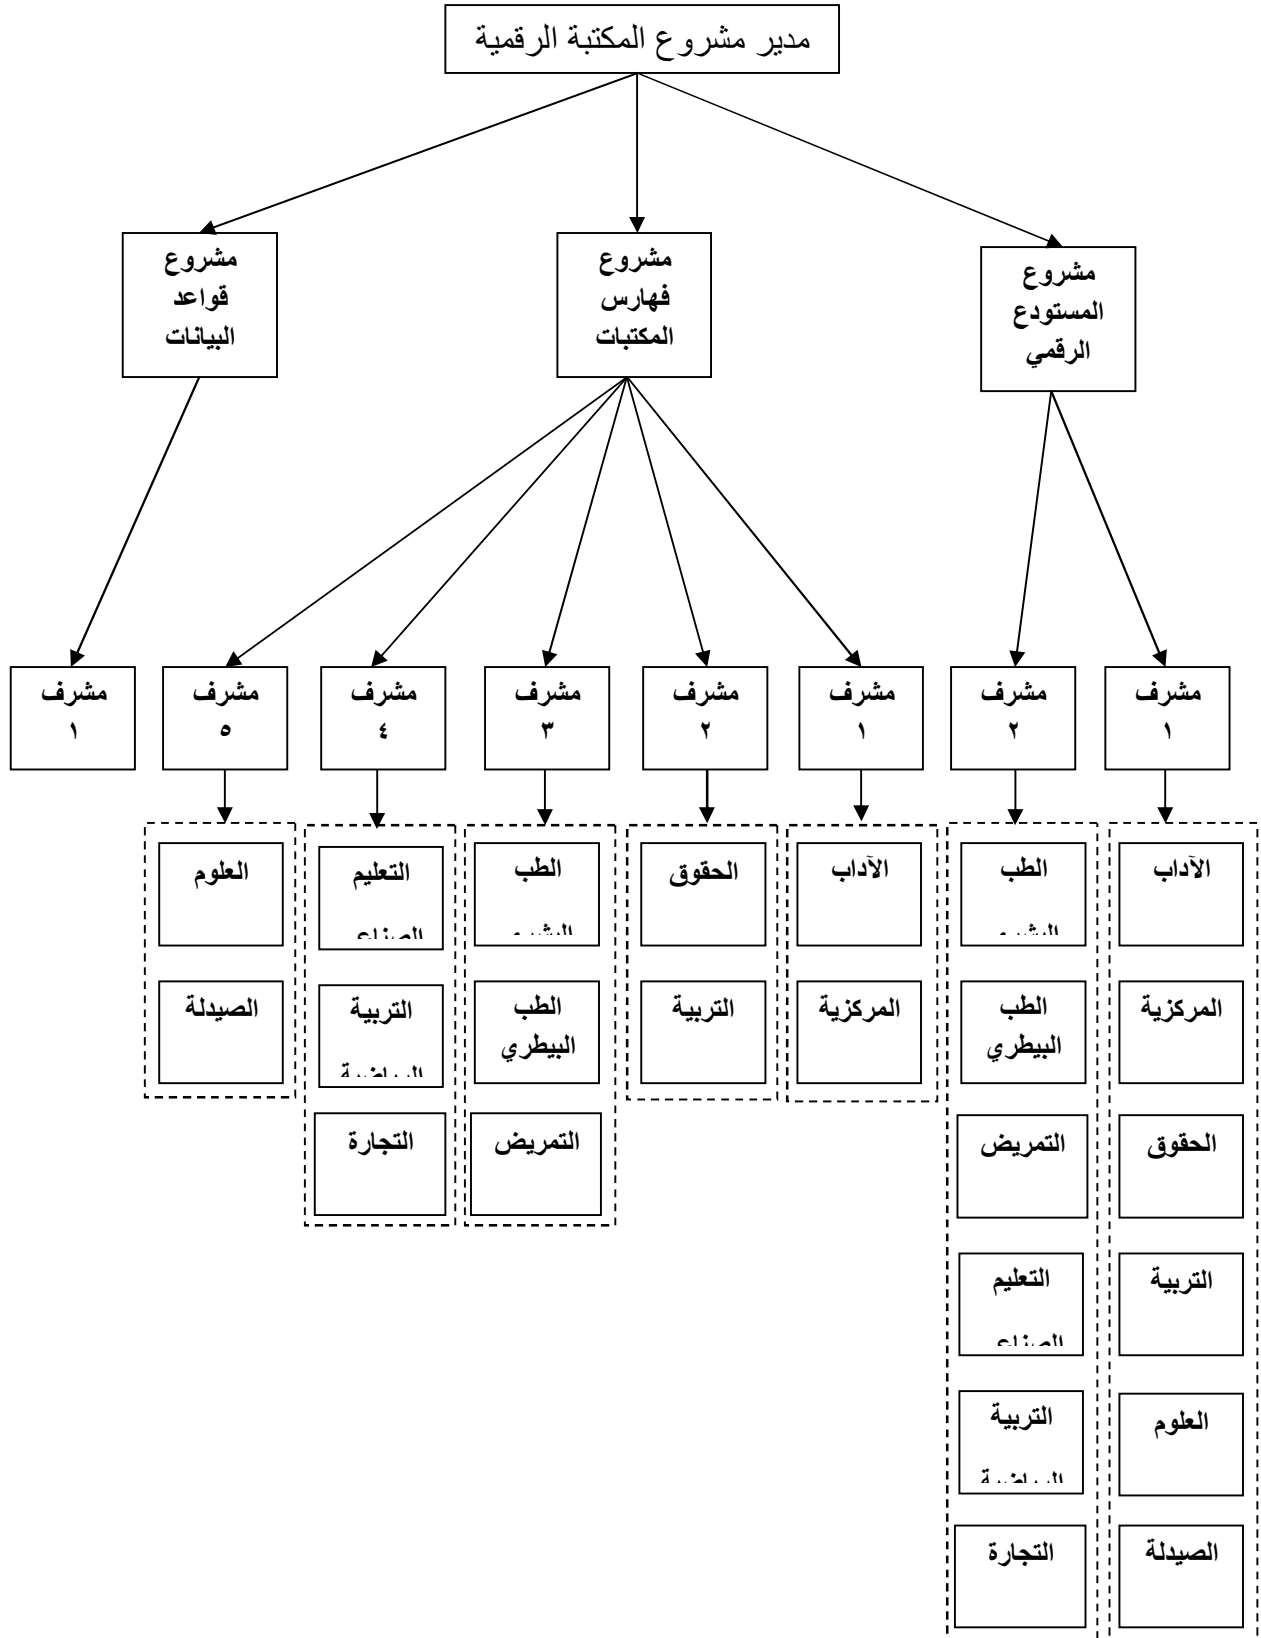 مدير مشروع المكتبة الرقمية
مشروع
المستودع
الرقمي
مشروع
فهارس
المكتبات
مشروع
قواعد
البيانات
مشرف
١
مشرف
٢
مشرف
١
مشرف
٢
مشرف
٣
مشرف
٤
مشرف
٥
مشرف
١
الآداب
الطب
الآداب
الحقوق
الطب
التعليم
العلوم
المركزية
الطب
البيطري
المركزية
التربية
الطب
البيطري
التربية
الصيدلة
الحقوق
التمريض
التمريض
التجارة
التربية
التعليم
العلوم
التربية
الصيدلة
التجارة